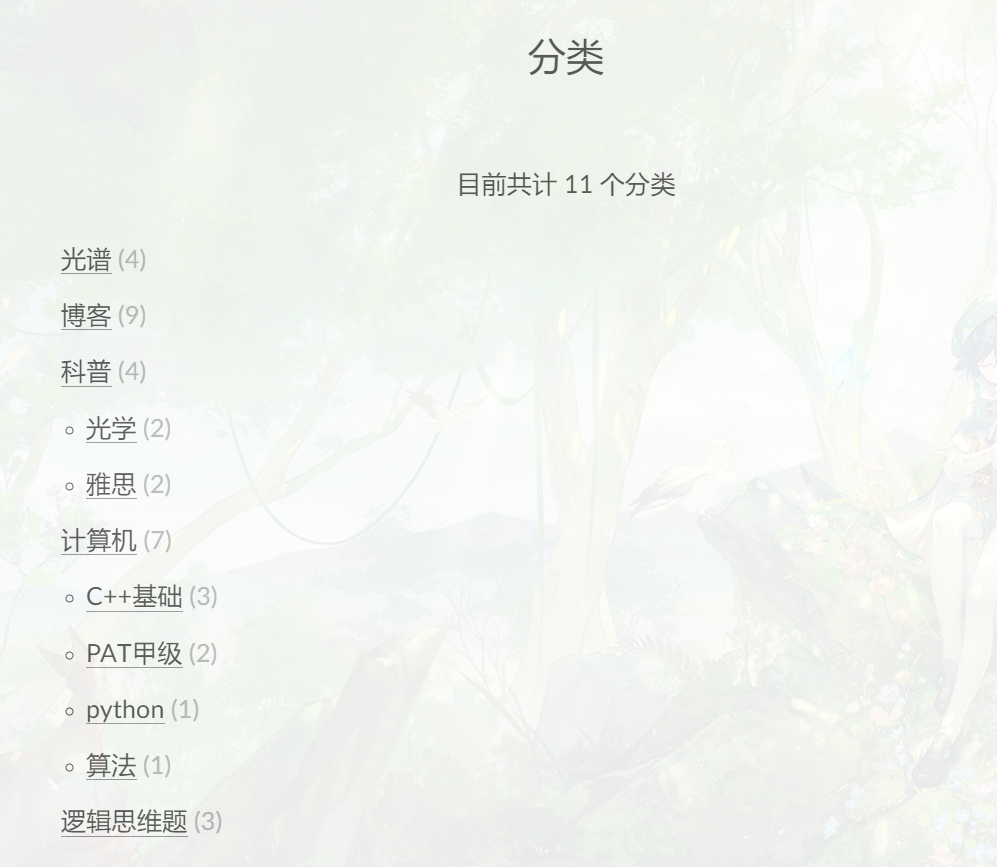 分类
目前共计 11 个分类
光谱 (4)
博客 (9)
科普 (4)
光学 (2)
雅思 (2)
计算机 (7)
C++基础 (3)
PAT甲级 (2)
python (1)
算法 (1)
逻辑思维题 (3)